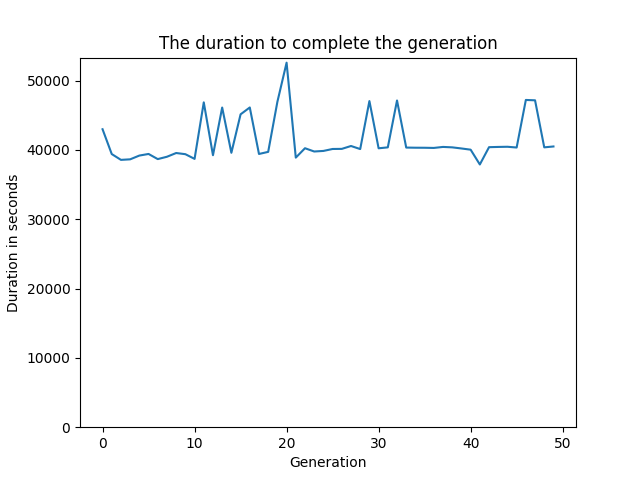 The duration to complete the generation
50000
40000
30000
20000
10000
0
Duration in seconds
0 10 20 30 40 50
Generation